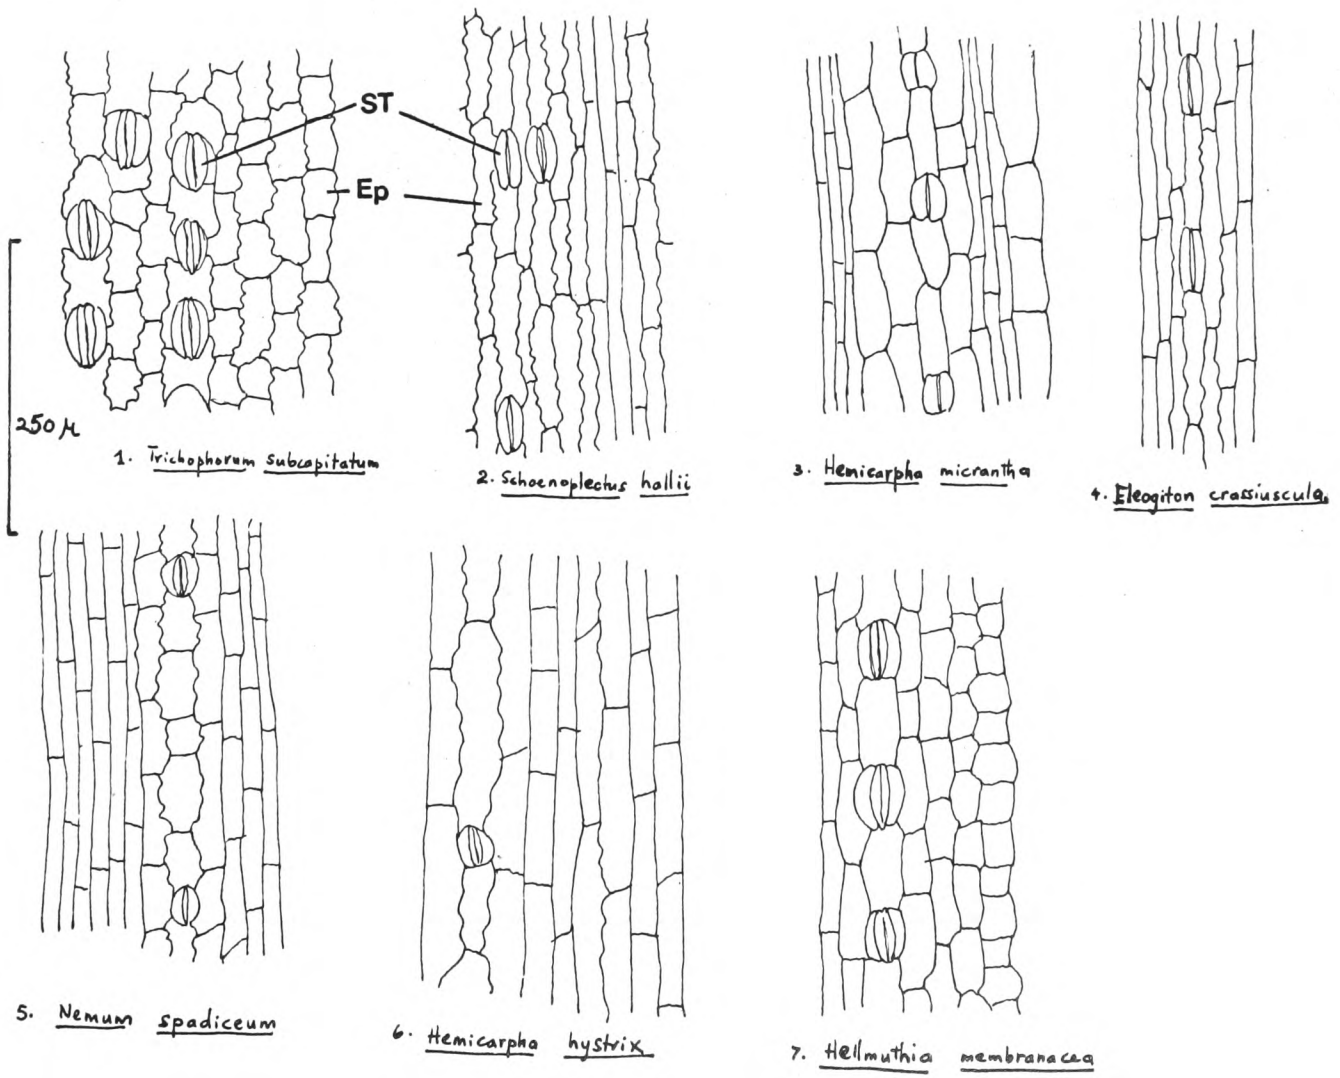 ST
Ep
250 μ
1. Trichophorum subcapitatum
2. Schoenoplectus hallii
3. Hemicarpha micrantha
4. Eleogiton crassiuscula.
5. Nemum spadiceum
6. Hemicarpha hystrix
7. Hellmuthia membranacea